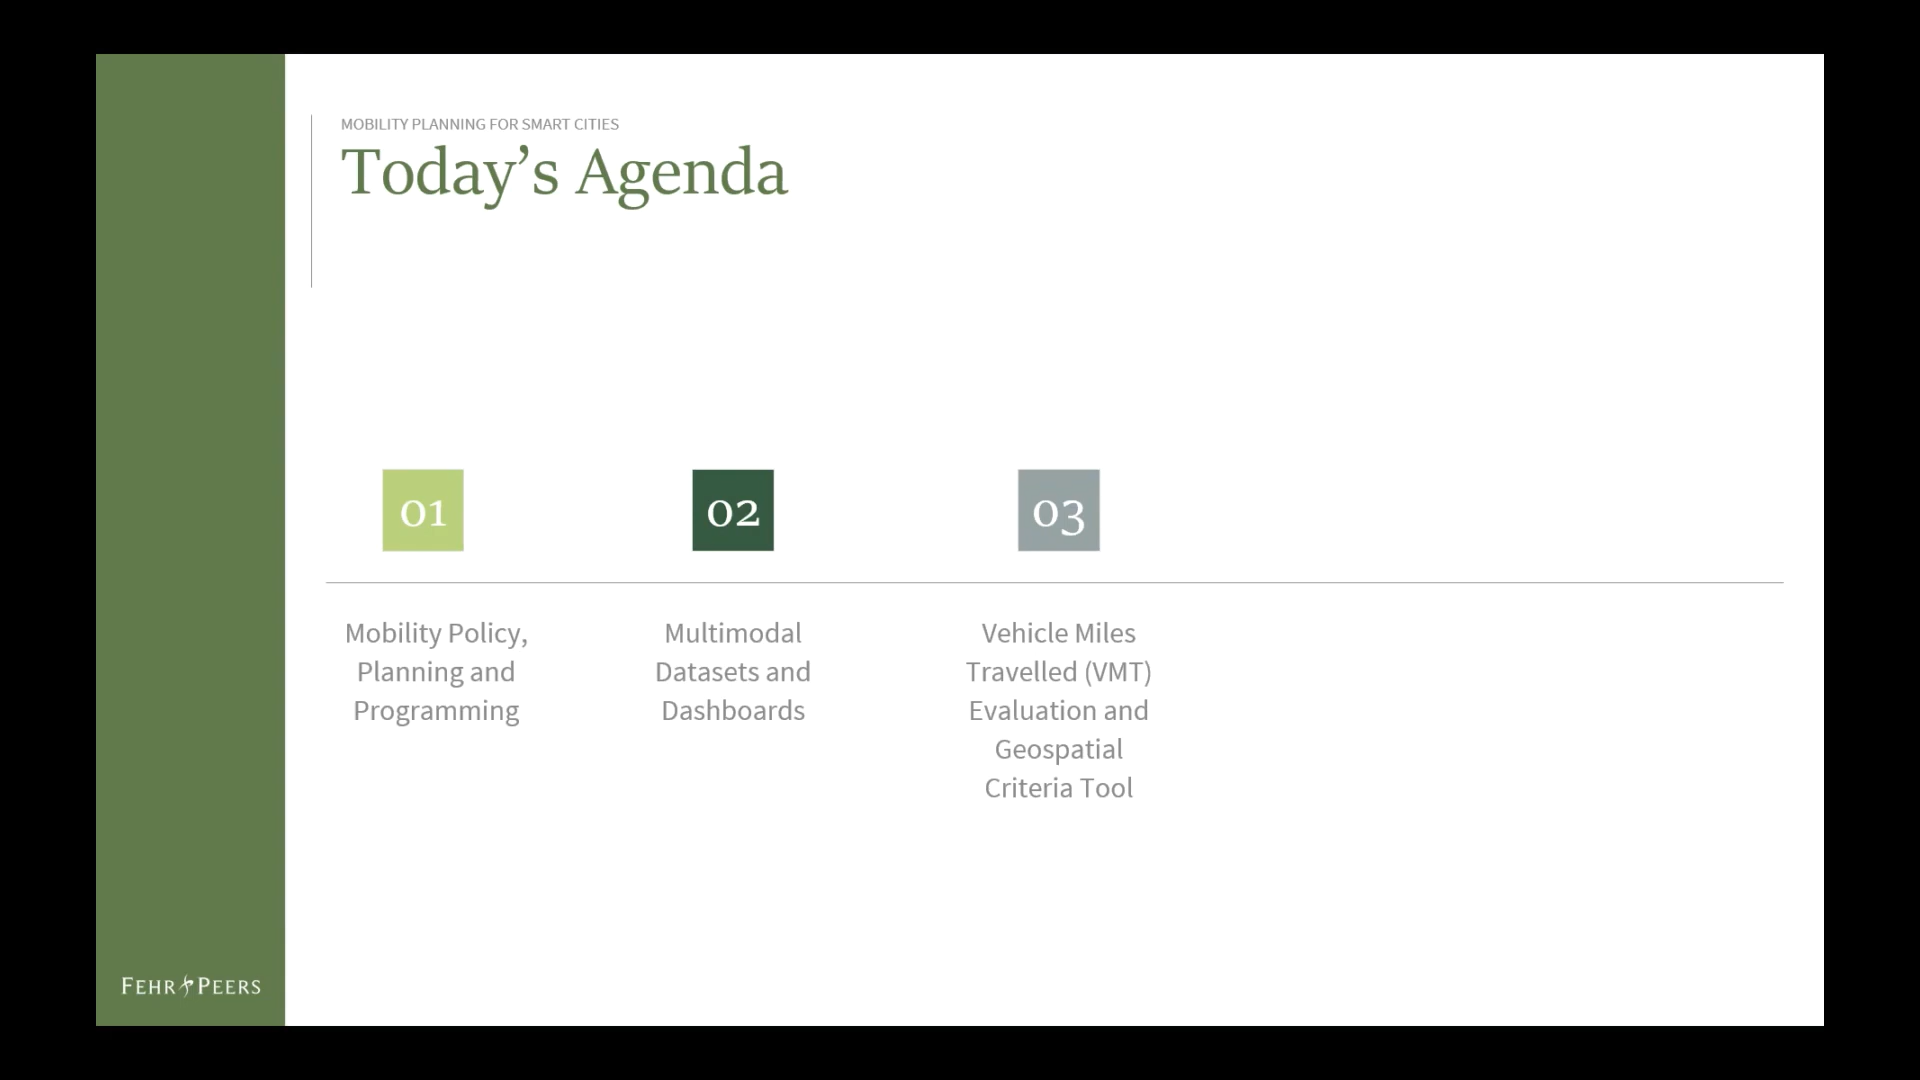 MOBILITY PLANNING FOR SMART CITIES
Today’s Agenda
01
Mobility Policy,
Planning and
Programming
02
Multimodal
Datasets and
Dashboards
03
Vehicle Miles
Travelled (VMT)
Evaluation and
Geospatial
Criteria Tool
FEHR PEERS